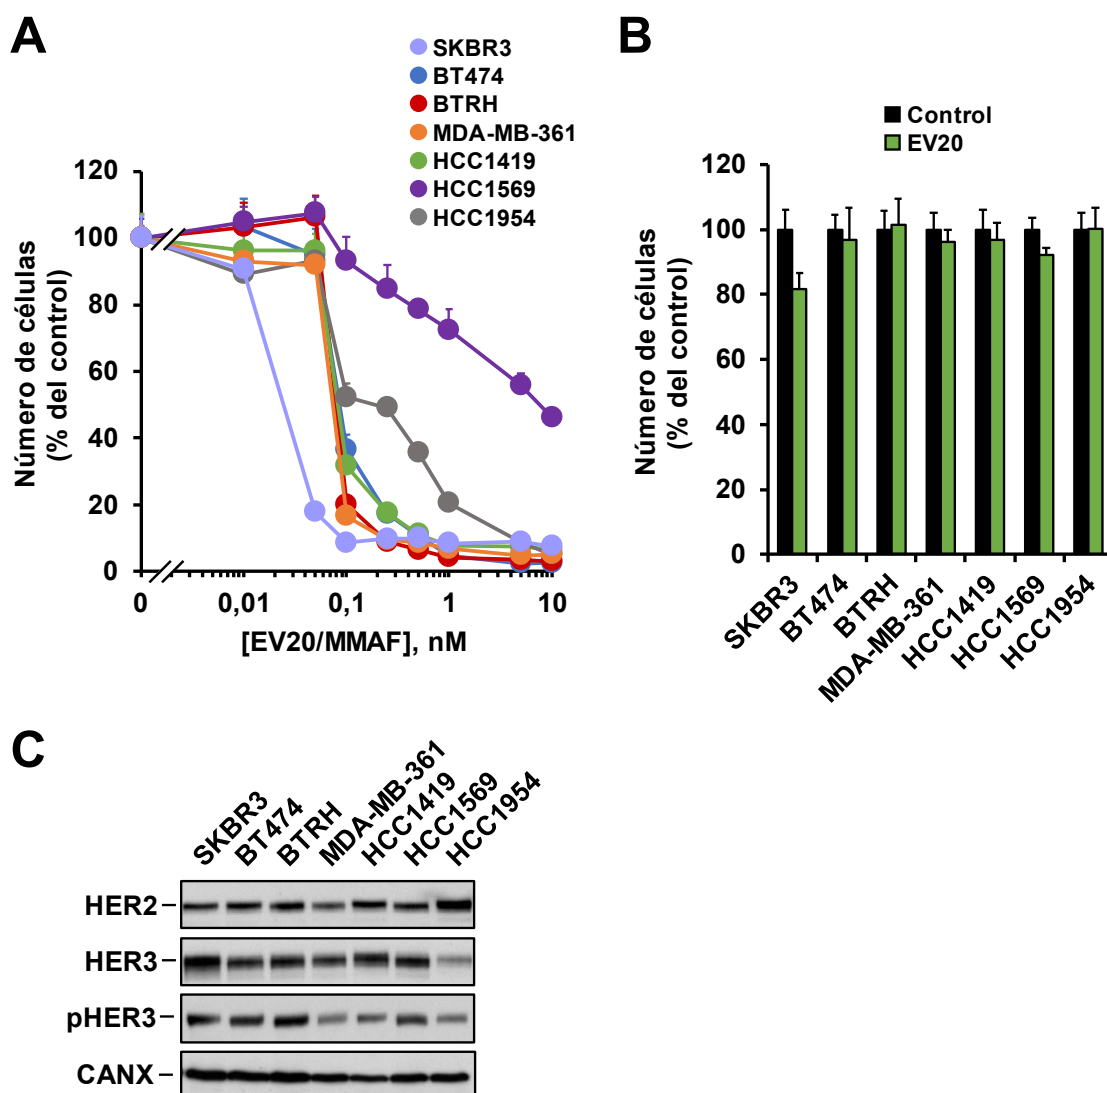 A
SKBR3
BT474
BTRH
MDA-MB-361
HCC1419
HCC1569
HCC1954
120
100
80
60
40
20
0
Número de células
(% del control)
0
0,01
0,1
1
10
[EV20/MMAF], nM
B
Control
EV20
120
100
80
60
40
20
0
Número de células
(% del control)
SKBR3
BT474
BTRH
MDA-MB-361
HCC1419
HCC1569
HCC1954
C
SKBR3
BT474
BTRH
MDA-MB-361
HCC1419
HCC1569
HCC1954
HER2
HER3
pHER3
CANX